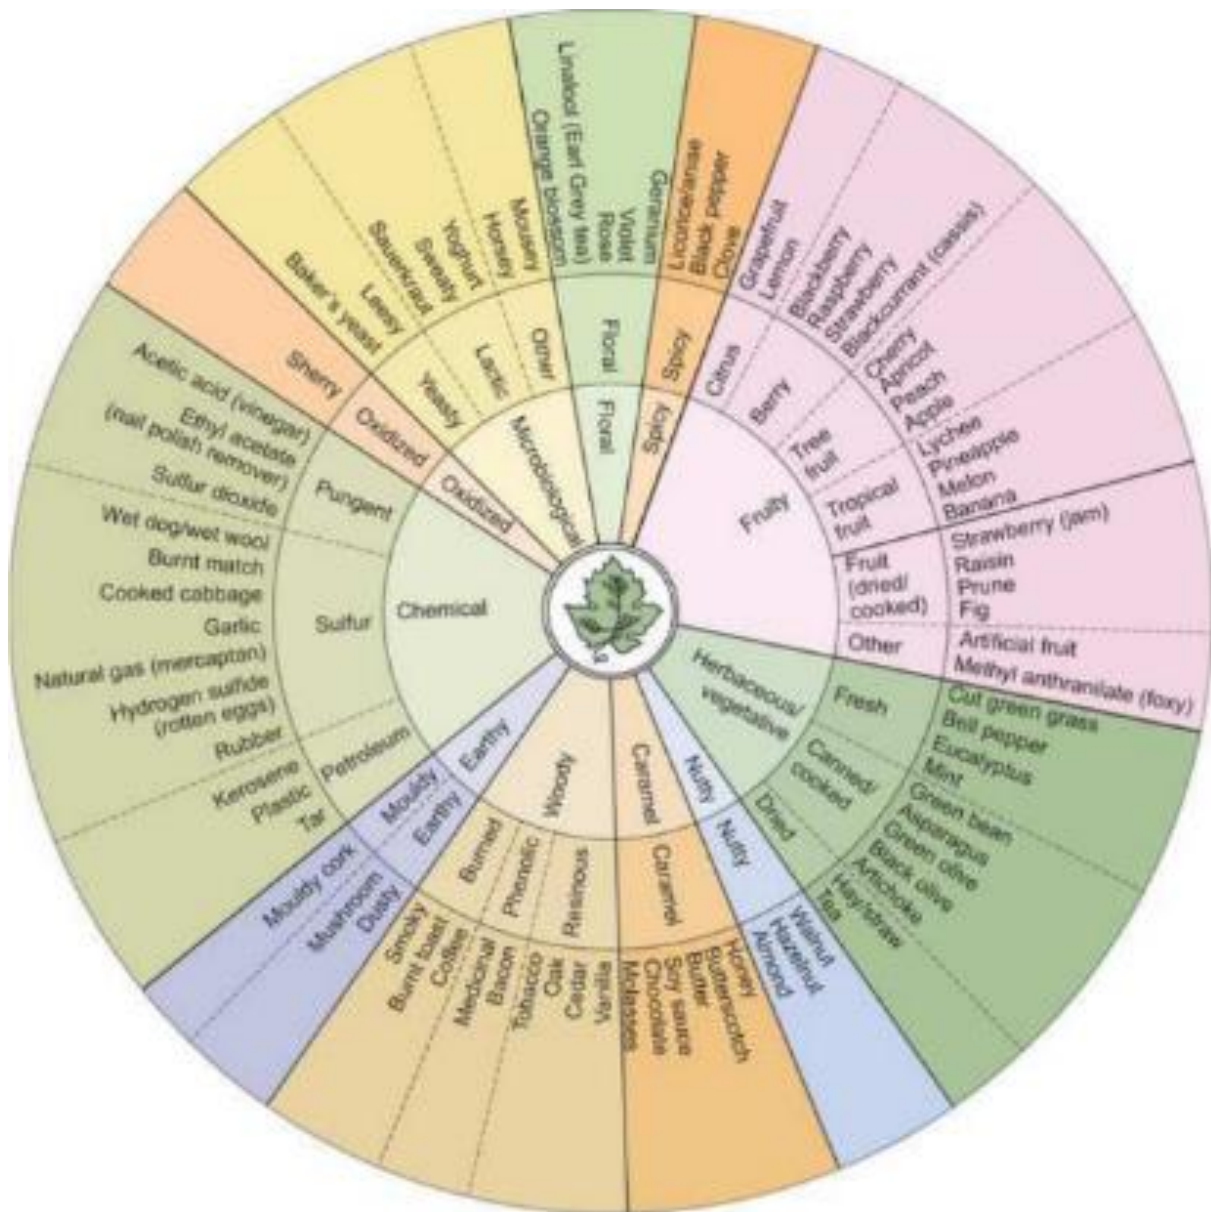 Floral
Floral
Linalool (Earl Grey tea)
Orange blossom
Rose
Violet
Geranium
Spicy
Spicy
Licorice/anise
Black pepper
Clove
Fruity
Citrus
Grapefruit
Lemon
Berry
Blackberry
Raspberry
Strawberry
Blackcurrant (cassis)
Tree
fruit
Cherry
Apricot
Peach
Apple
Tropical
fruit
Lychee
Pineapple
Melon
Banana
Fruit
(dried/
cooked)
Strawberry (jam)
Raisin
Prune
Fig
Other
Artificial fruit
Methyl anthranilate (foxy)
Herbaceous/
vegetative
Fresh
Cut green grass
Bell pepper
Eucalyptus
Mint
Canned/
cooked
Green bean
Asparagus
Green olive
Black olive
Artichoke
Dried
Hay/straw
Tea
Nutty
Nutty
Walnut
Hazelnut
Almond
Caramel
Caramel
Honey
Butterscotch
Butter
Soy sauce
Chocolate
Molasses
Woody
Resinous
Vanilla
Cedar
Oak
Tobacco
Phenolic
Bacon
Medicinal
Burned
Coffee
Burnt toast
Smoky
Earthy
Earthy
Dusty
Mushroom
Mouldy
Mouldy cork
Chemical
Petroleum
Tar
Plastic
Kerosene
Sulfur
Rubber
Hydrogen sulfide
(rotten eggs)
Natural gas (mercaptan)
Garlic
Cooked cabbage
Burnt match
Wet dog/wet wool
Pungent
Sulfur dioxide
Ethyl acetate
(nail polish remover)
Acetic acid (vinegar)
Oxidized
Oxidized
Sherry
Microbiological
Yeasty
Baker's yeast
Leesy
Lactic
Sauerkraut
Sweaty
Yoghurt
Other
Horsey
Mousey